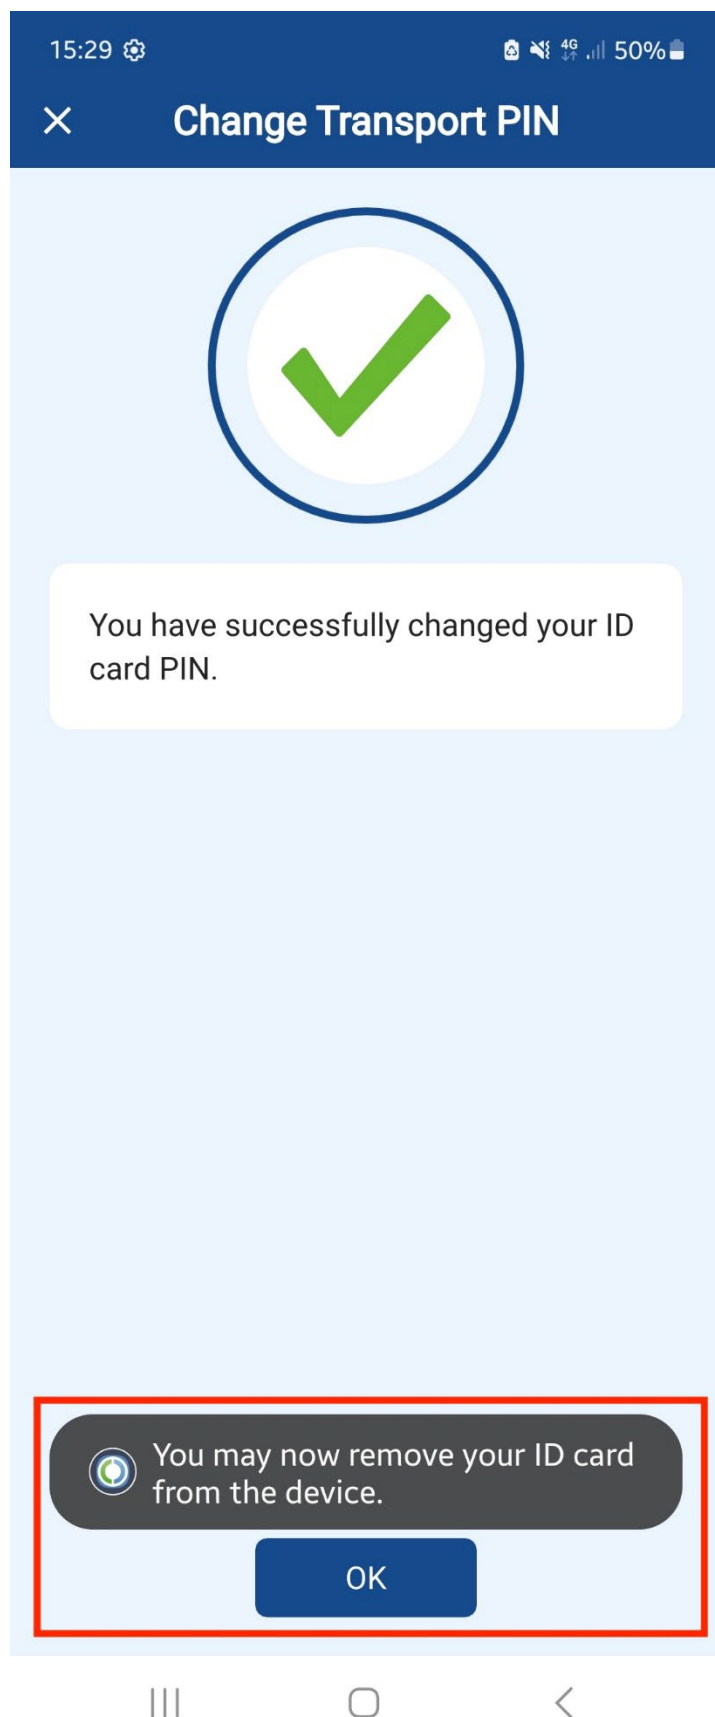 15:29
4G
50%
Change Transport PIN
You have successfully changed your ID
card PIN.
You may now remove your ID card
from the device.
OK